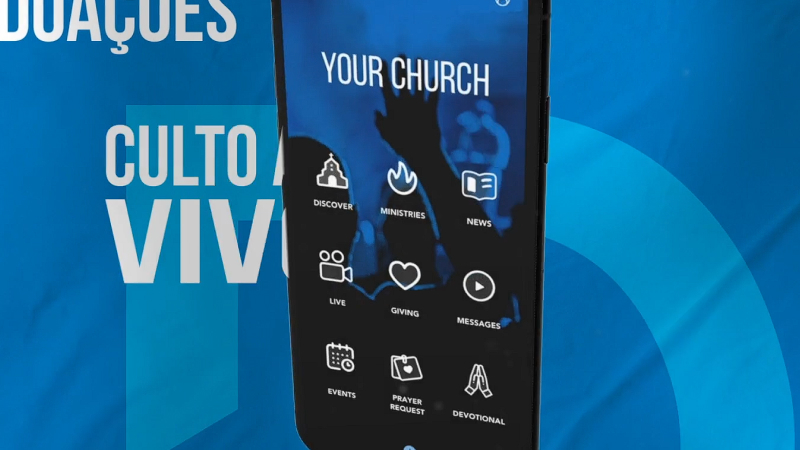 DOAÇÕES
CULTO A
VIVO
YOUR CHURCH
DISCOVER
MINISTRIES
NEWS
LIVE
GIVING
MESSAGES
EVENTS
PRAYER
REQUEST
DEVOTIONAL